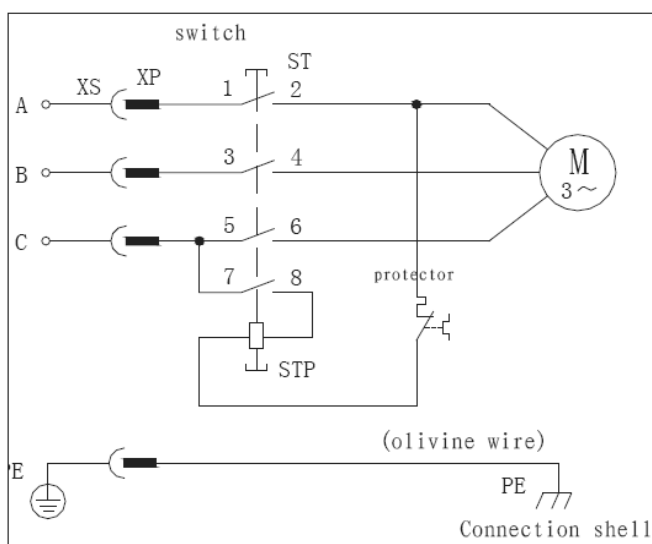 switch
ST
XS XP
A 1 2
B 3 4
M
3~
C 5 6
7 8
protector
STP
(olivine wire)
PE
PE
Connection shell